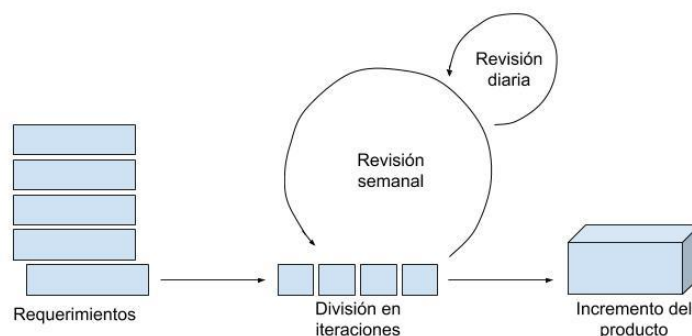 Revisión
diaria
Revisión
semanal
Requerimientos
División en
iteraciones
Incremento del
producto